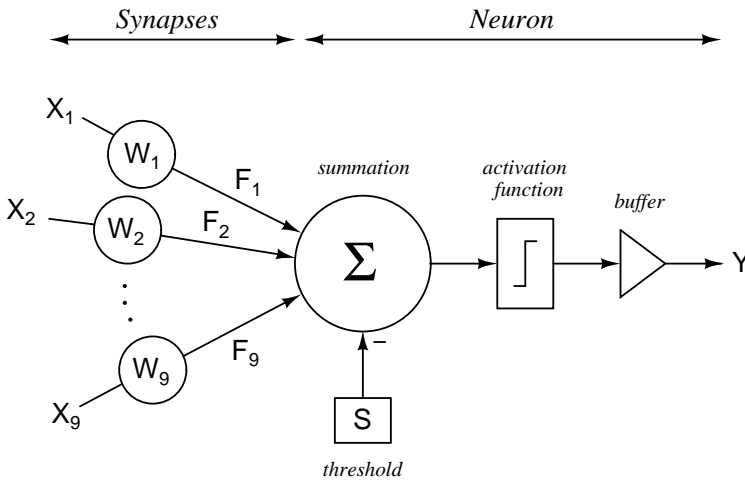 Synapses Neuron
X1
W1
F1
summation
activation
function
buffer
X2
W2
F2
Σ
Y
W9
F9
–
X9
S
threshold